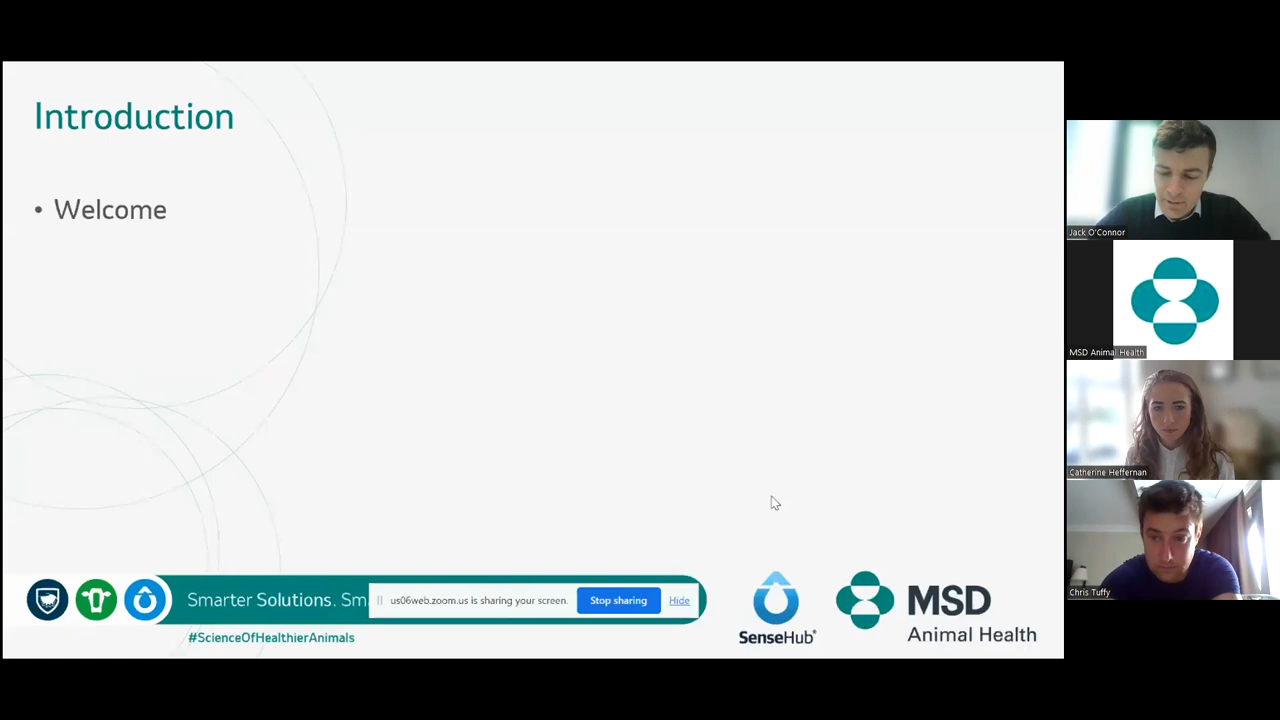 Introduction
• Welcome
Jack O'Connor
MSD Animal Health
Catherine Heffernan
Chris Tuffy
Smarter Solutions. Sm
us06web.zoom.us is sharing your screen.
Stop sharing
Hide
#ScienceOfHealthierAnimals
SenseHub®
MSD
Animal Health